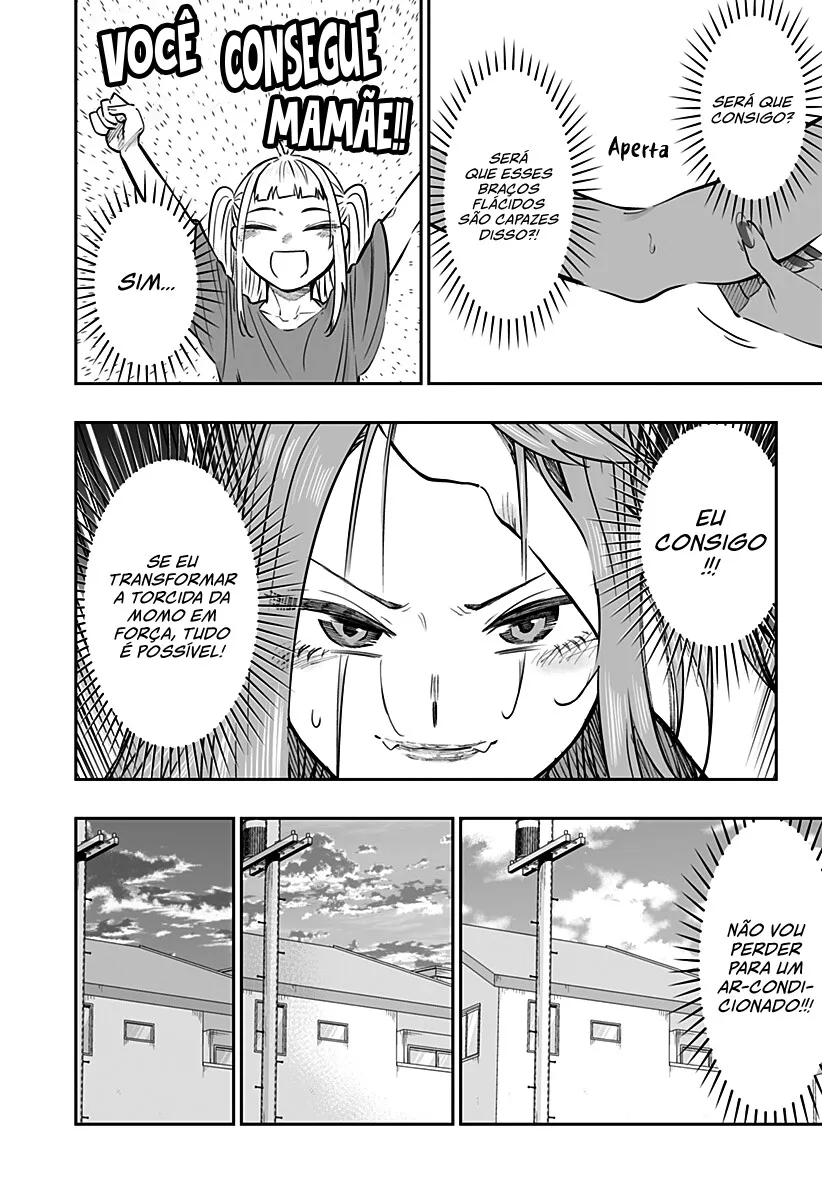 SERÁ QUE
CONSIGO?
Aperta
SERÁ
QUE ESSES
BRAÇOS
FLÁCIDOS
SÃO CAPAZES
DISSO?!
VOCÊ CONSEGUE
MAMÃE!!
SIM...
EU
CONSIGO
!!!
SE EU
TRANSFORMAR
A TORCIDA DA
MOMO EM
FORÇA, TUDO
É POSSÍVEL!
NÃO VOU
PERDER
PARA UM
AR-CONDI-
CIONADO!!!